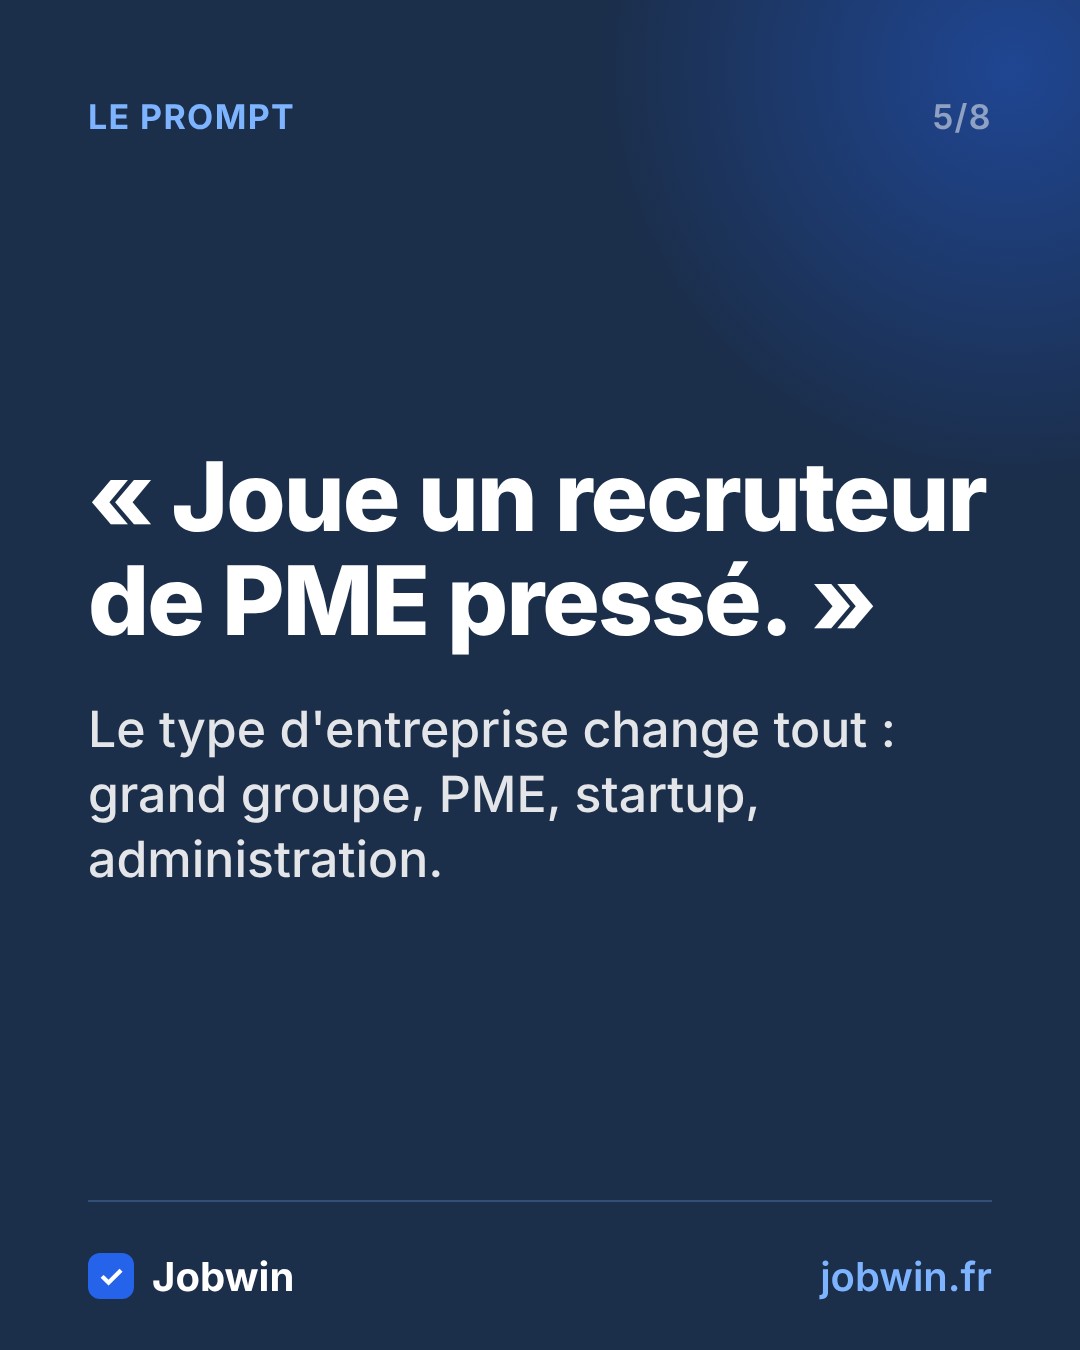 LE PROMPT
5/8
« Joue un recruteur
de PME pressé. »
Le type d'entreprise change tout :
grand groupe, PME, startup,
administration.
Jobwin
jobwin.fr